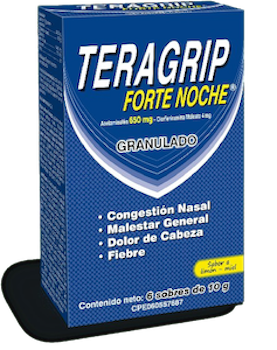 TERAGRIP
FORTE NOCHE®
Acetaminofén 650 mg - Clorfeniramina Maleato 4 mg
GRANULADO
• Congestión Nasal
• Malestar General
• Dolor de Cabeza
• Fiebre
Sabor a
limón - miel
Contenido neto: 6 sobres de 10 g